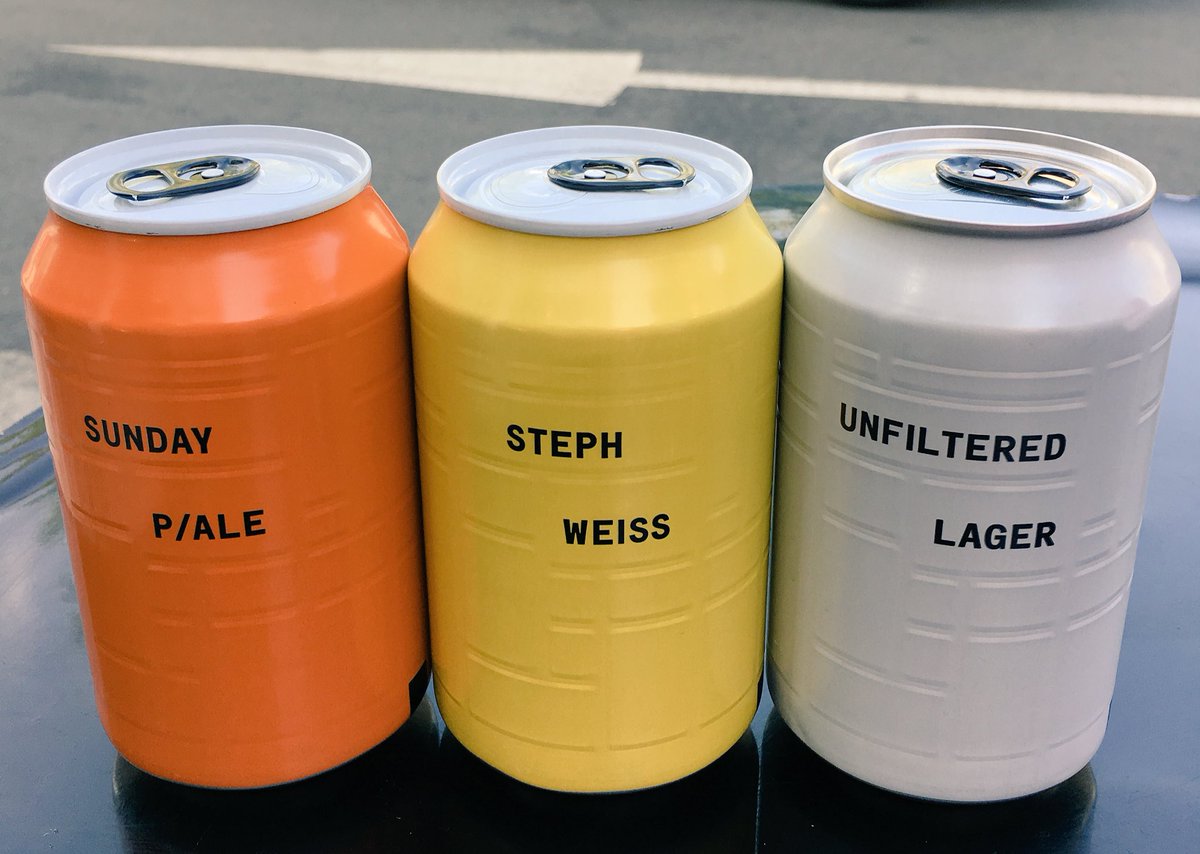 SUNDAY
P/ALE
STEPH
WEISS
UNFILTERED
LAGER